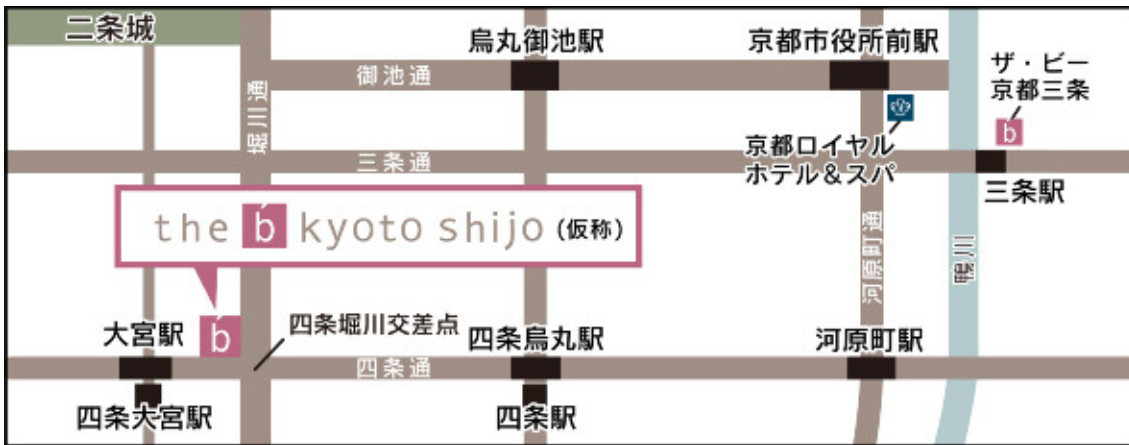 二条城
烏丸御池駅
京都市役所前駅
ザ・ビー
京都三条
b
御池通
堀川通
京都ロイヤル
ホテル&スパ
三条通
三条駅
the b kyoto shijo (仮称)
河原町通
鴨川
大宮駅
b
四条堀川交差点
四条烏丸駅
河原町駅
四条通
四条大宮駅
四条駅